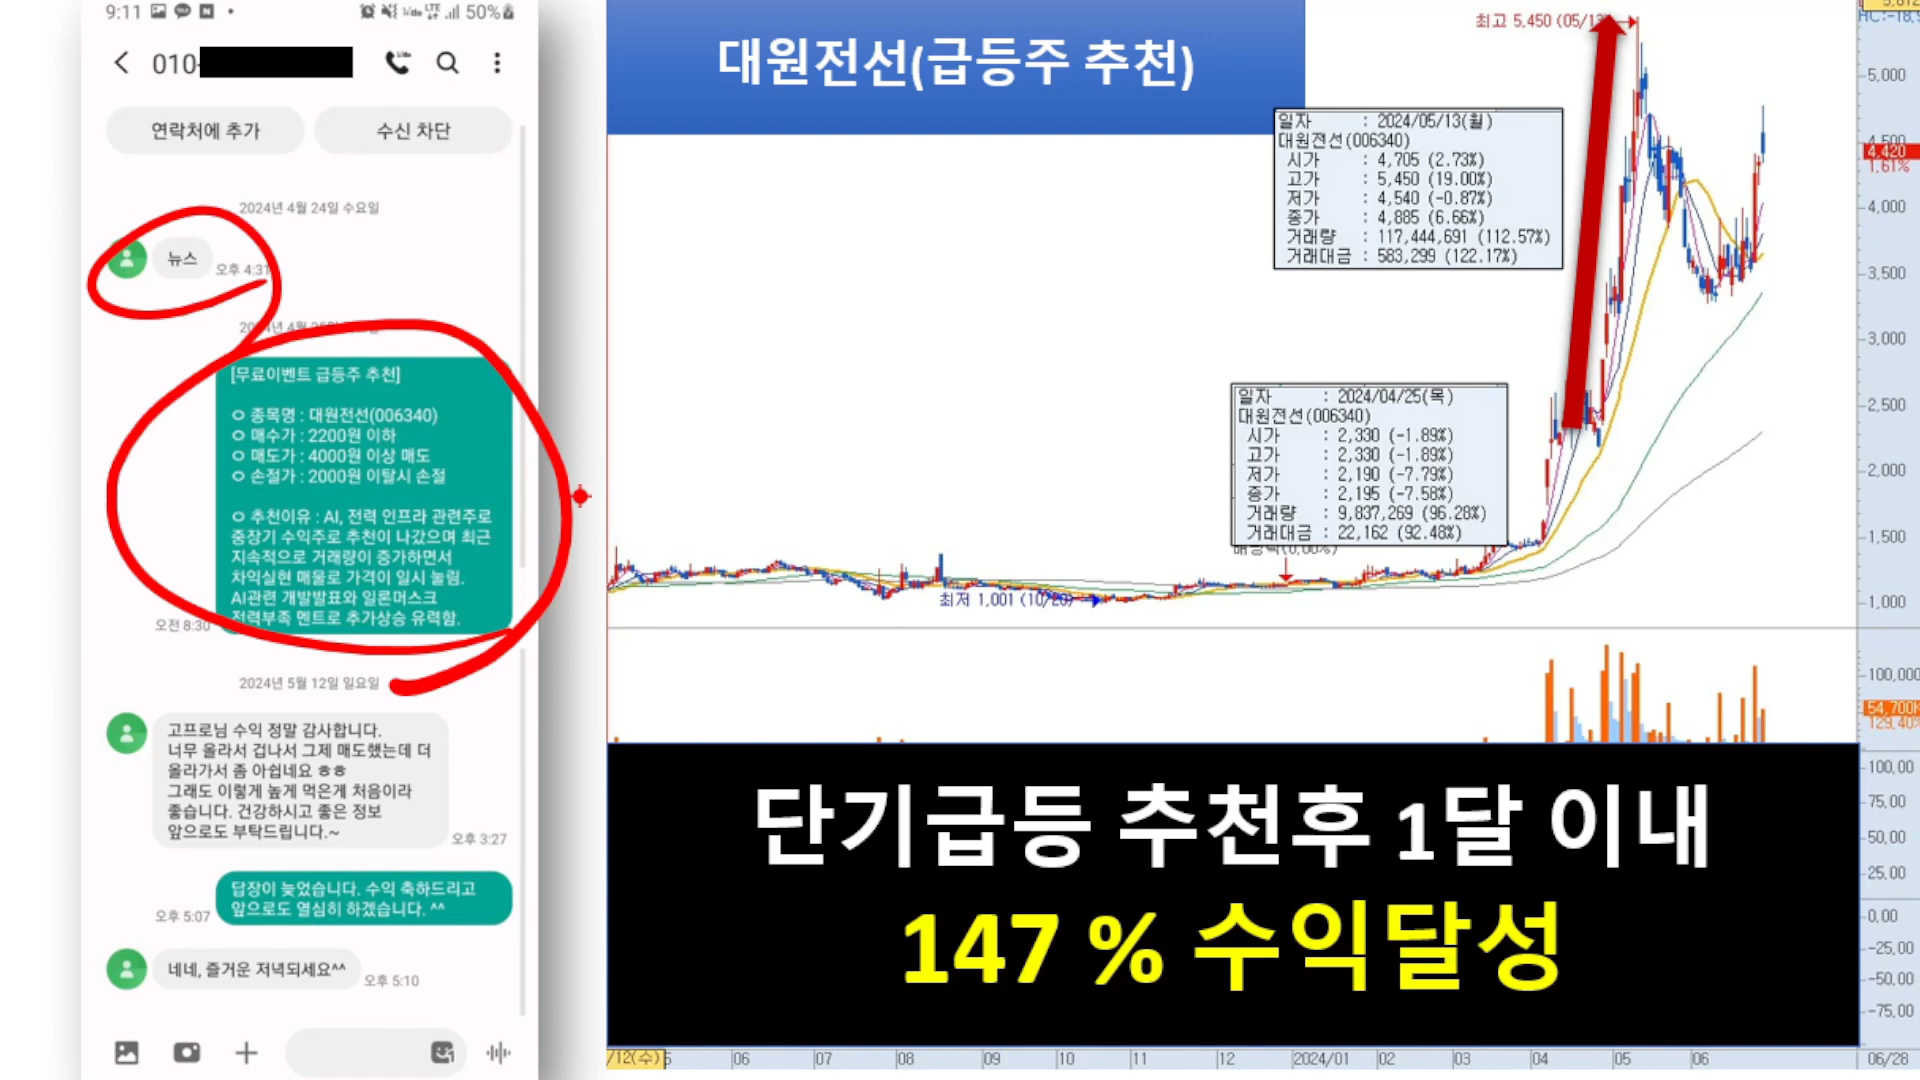 9:11
50%
010-
연락처에 추가
수신 차단
2024년 4월 24일 수요일
뉴스
오후 4:31
[무료이벤트 급등주 추천]
ㅇ 종목명 : 대원전선(006340)
ㅇ 매수가 : 2200원 이하
ㅇ 매도가 : 4000원 이상 매도
ㅇ 손절가 : 2000원 이탈시 손절
ㅇ 추천이유 : AI, 전력 인프라 관련주로
중장기 수익주로 추천이 나갔으며 최근
지속적으로 거래량이 증가하면서
차익실현 매물로 가격이 일시 눌림.
AI관련 개발발표와 일론머스크
전력부족 멘트로 추가상승 유력함.
오전 8:30
2024년 5월 12일 일요일
고프로님 수익 정말 감사합니다.
너무 올라서 겁나서 그제 매도했는데 더
올라가서 좀 아쉽네요 ㅎㅎ
그래도 이렇게 높게 먹은게 처음이라
좋습니다. 건강하시고 좋은 정보
앞으로도 부탁드립니다.~
오후 3:27
답장이 늦었습니다. 수익 축하드리고
앞으로도 열심히 하겠습니다. ^^
오후 5:07
네네, 즐거운 저녁되세요^^
오후 5:10
대원전선(급등주 추천)
최고 5,450 (05/13)
일자 : 2024/05/13(월)
대원전선(006340)
시가 : 4,705 (2.73%)
고가 : 5,450 (19.00%)
저가 : 4,540 (-0.87%)
종가 : 4,885 (6.66%)
거래량 : 117,444,691 (112.57%)
거래대금 : 583,299 (122.17%)
일자 : 2024/04/25(목)
대원전선(006340)
시가 : 2,330 (-1.89%)
고가 : 2,330 (-1.89%)
저가 : 2,190 (-7.79%)
종가 : 2,195 (-7.58%)
거래량 : 9,837,269 (96.28%)
거래대금 : 22,162 (92.48%)
최저 1,001 (10/20)
5,000
4,500
4,420
1.61%
4,000
3,500
3,000
2,500
2,000
1,500
1,000
100,000
54,700K
129.40%
100,00
75,00
50,00
25,00
0,00
-25,00
-50,00
-75,00
단기급등 추천후 1달 이내
147 % 수익달성
/12(수) 5 06 07 08 09 10 11 12 2024/01 02 03 04 05 06 06/28